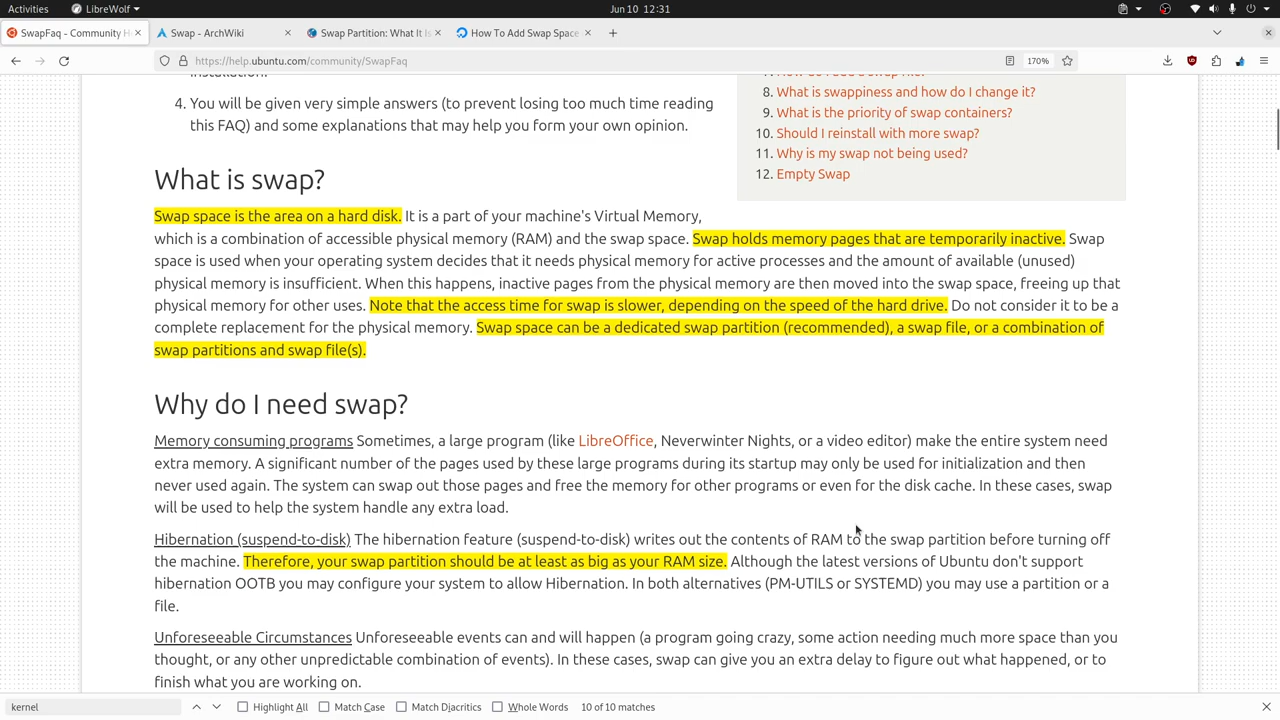 Activities LibreWolf Jun 10 12:31
SwapFaq - Community H
Swap - ArchWiki
Swap Partition: What It Is
How To Add Swap Space
https://help.ubuntu.com/community/SwapFaq 170%
installation.
4. You will be given very simple answers (to prevent losing too much time reading
this FAQ) and some explanations that may help you form your own opinion.
8. What is swappiness and how do I change it?
9. What is the priority of swap containers?
10. Should I reinstall with more swap?
11. Why is my swap not being used?
12. Empty Swap
What is swap?
Swap space is the area on a hard disk. It is a part of your machine's Virtual Memory,
which is a combination of accessible physical memory (RAM) and the swap space. Swap holds memory pages that are temporarily inactive. Swap
space is used when your operating system decides that it needs physical memory for active processes and the amount of available (unused)
physical memory is insufficient. When this happens, inactive pages from the physical memory are then moved into the swap space, freeing up that
physical memory for other uses. Note that the access time for swap is slower, depending on the speed of the hard drive. Do not consider it to be a
complete replacement for the physical memory. Swap space can be a dedicated swap partition (recommended), a swap file, or a combination of
swap partitions and swap file(s).
Why do I need swap?
Memory consuming programs Sometimes, a large program (like LibreOffice, Neverwinter Nights, or a video editor) make the entire system need
extra memory. A significant number of the pages used by these large programs during its startup may only be used for initialization and then
never used again. The system can swap out those pages and free the memory for other programs or even for the disk cache. In these cases, swap
will be used to help the system handle any extra load.
Hibernation (suspend-to-disk) The hibernation feature (suspend-to-disk) writes out the contents of RAM to the swap partition before turning off
the machine. Therefore, your swap partition should be at least as big as your RAM size. Although the latest versions of Ubuntu don't support
hibernation OOTB you may configure your system to allow Hibernation. In both alternatives (PM-UTILS or SYSTEMD) you may use a partition or a
file.
Unforeseeable Circumstances Unforeseeable events can and will happen (a program going crazy, some action needing much more space than you
thought, or any other unpredictable combination of events). In these cases, swap can give you an extra delay to figure out what happened, or to
finish what you are working on.
kernel Highlight All Match Case Match Diacritics Whole Words 10 of 10 matches